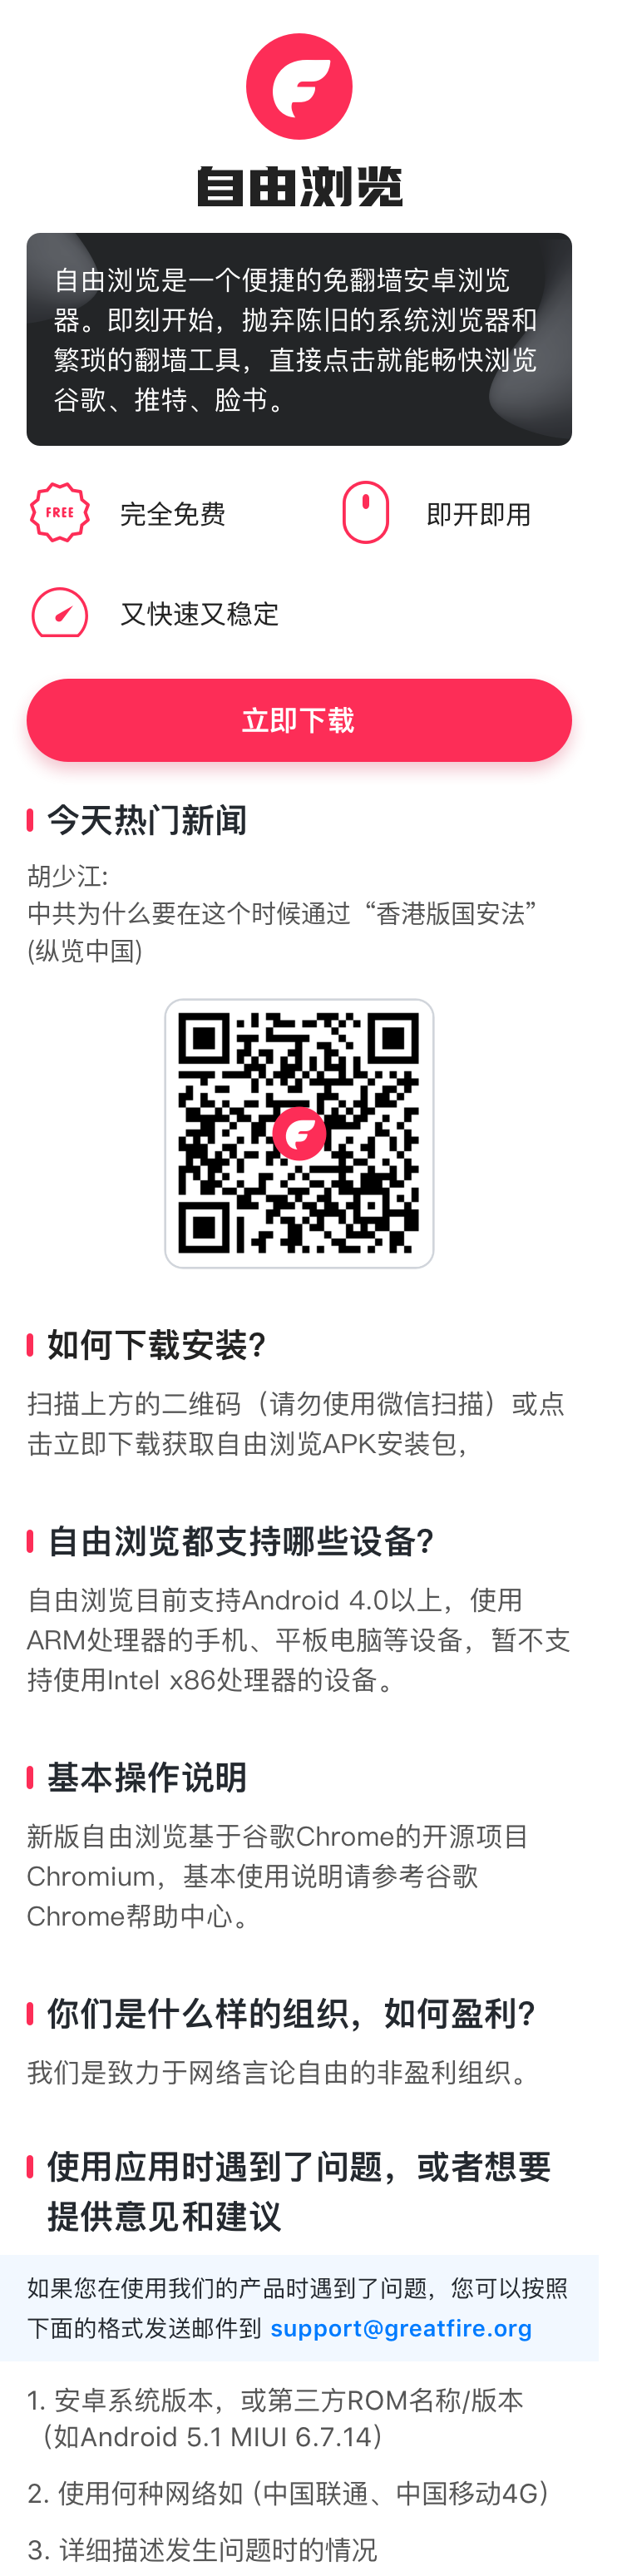 自由浏览
自由浏览是一个便捷的免翻墙安卓浏览
器。即刻开始，抛弃陈旧的系统浏览器和
繁琐的翻墙工具，直接点击就能畅快浏览
谷歌、推特、脸书。
FREE 完全免费
即开即用
又快速又稳定
立即下载
今天热门新闻
胡少江:
中共为什么要在这个时候通过“香港版国安法”
(纵览中国)
如何下载安装?
扫描上方的二维码（请勿使用微信扫描）或点
击立即下载获取自由浏览APK安装包，
自由浏览都支持哪些设备?
自由浏览目前支持Android 4.0以上，使用
ARM处理器的手机、平板电脑等设备，暂不支
持使用Intel x86处理器的设备。
基本操作说明
新版自由浏览基于谷歌Chrome的开源项目
Chromium，基本使用说明请参考谷歌
Chrome帮助中心。
你们是什么样的组织，如何盈利?
我们是致力于网络言论自由的非盈利组织。
使用应用时遇到了问题，或者想要
提供意见和建议
如果您在使用我们的产品时遇到了问题，您可以按照
下面的格式发送邮件到 support@greatfire.org
1. 安卓系统版本，或第三方ROM名称/版本
（如Android 5.1 MIUI 6.7.14）
2. 使用何种网络如 (中国联通、中国移动4G）
3. 详细描述发生问题时的情况